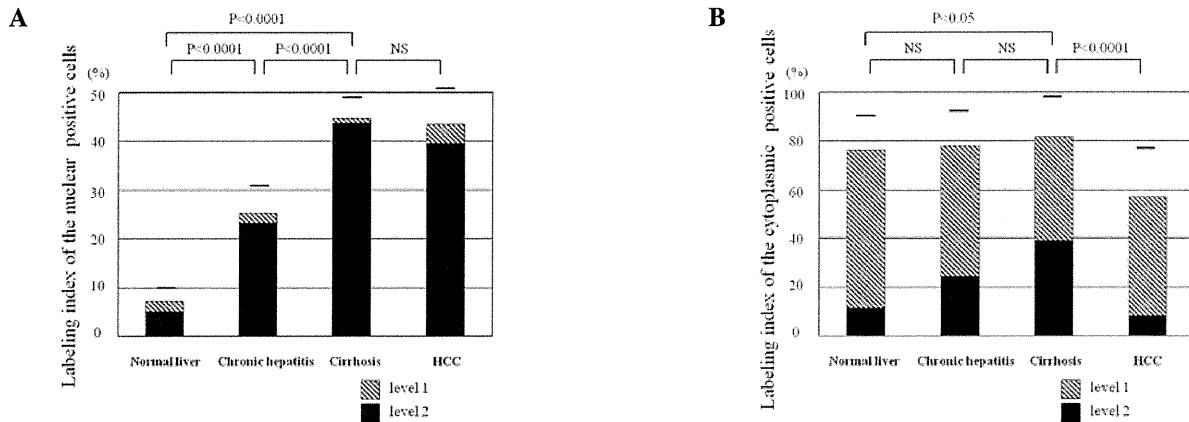 A
P<0.0001
P<0.0001 P<0.0001 NS
Labeling index of the nuclear positive cells
(%)
50
40
30
20
10
0
Normal liver Chronic hepatitis Cirrhosis HCC
level 1
level 2
B
P<0.05
NS NS P<0.0001
Labeling index of the cytoplasmic positive cells
(%)
100
80
60
40
20
0
Normal liver Chronic hepatitis Cirrhosis HCC
level 1
level 2